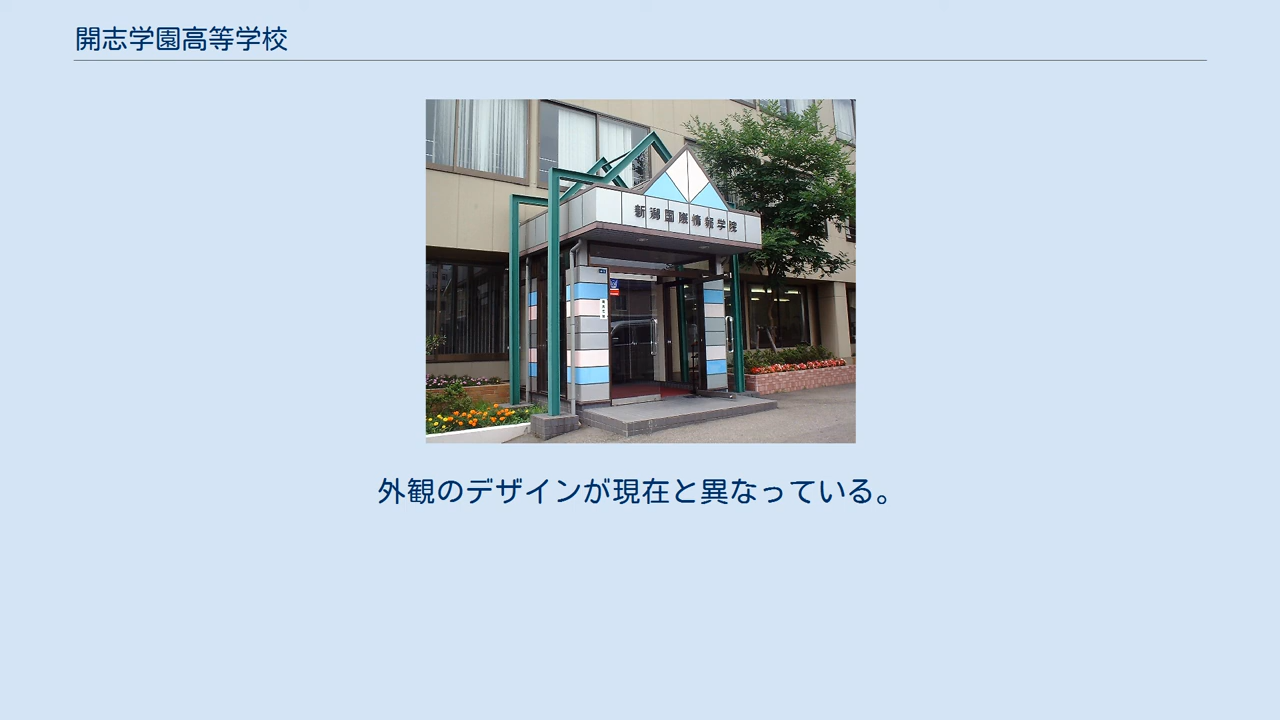 開志学園高等学校
新潟国際情報学院
外観のデザインが現在と異なっている。